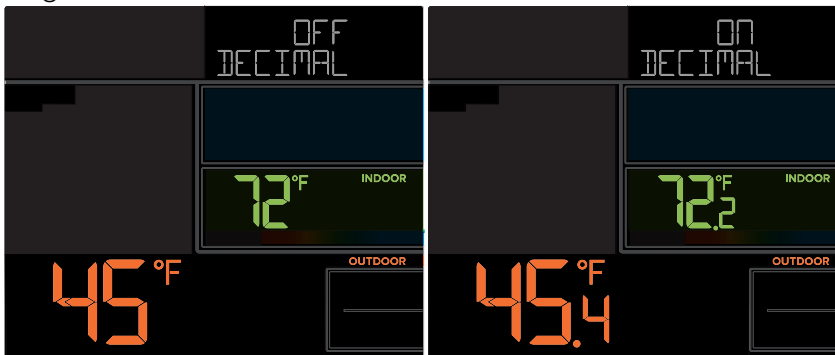 OFF
DECIMAL
72°F
INDOOR
OUTDOOR
45°F
ON
DECIMAL
72.2°F
INDOOR
OUTDOOR
45.4°F